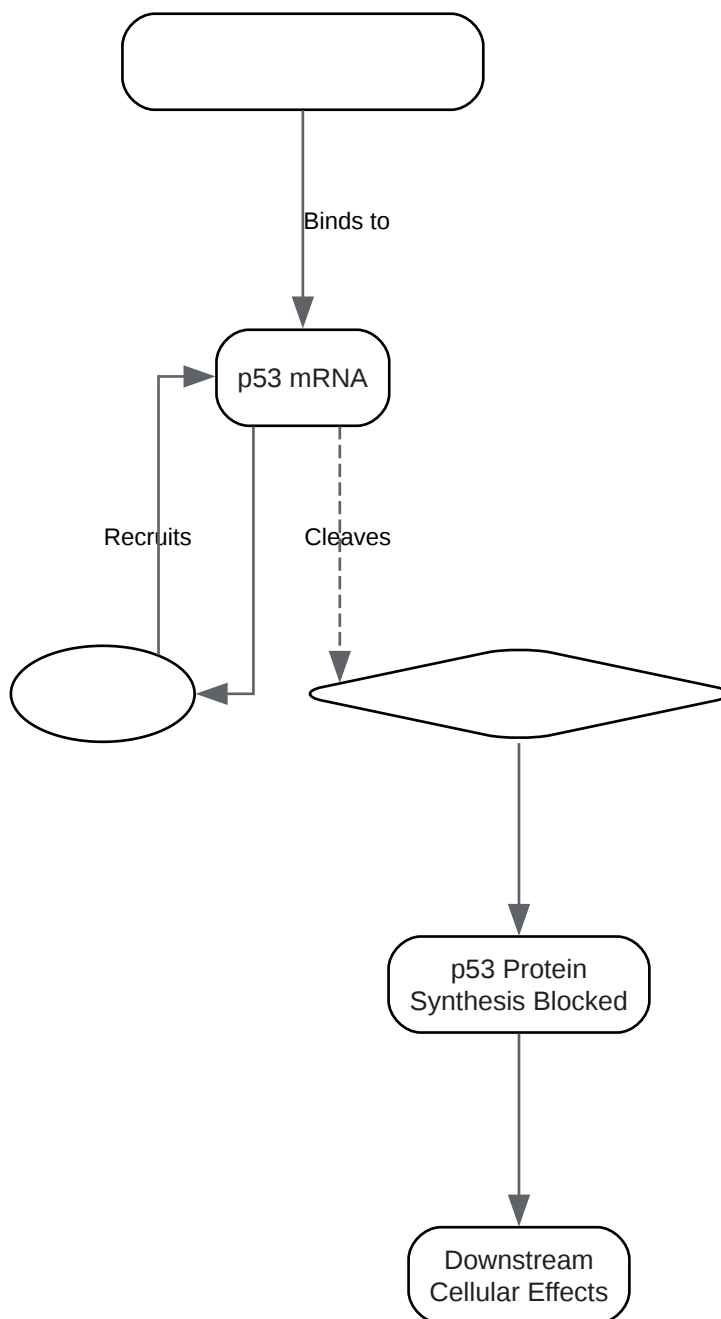 Binds to
p53 mRNA
Recruits
Cleaves
p53 Protein
Synthesis Blocked
Downstream
Cellular Effects